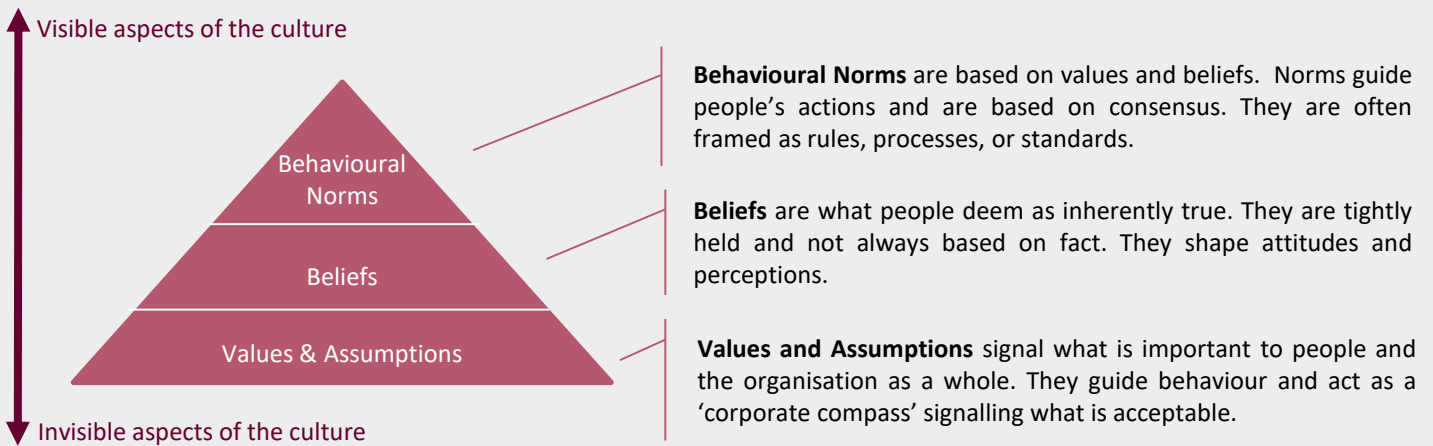 Visible aspects of the culture
Behavioural
Norms
Beliefs
Values & Assumptions
Invisible aspects of the culture
Behavioural Norms are based on values and beliefs. Norms guide
people’s actions and are based on consensus. They are often
framed as rules, processes, or standards.
Beliefs are what people deem as inherently true. They are tightly
held and not always based on fact. They shape attitudes and
perceptions.
Values and Assumptions signal what is important to people and
the organisation as a whole. They guide behaviour and act as a
‘corporate compass’ signalling what is acceptable.